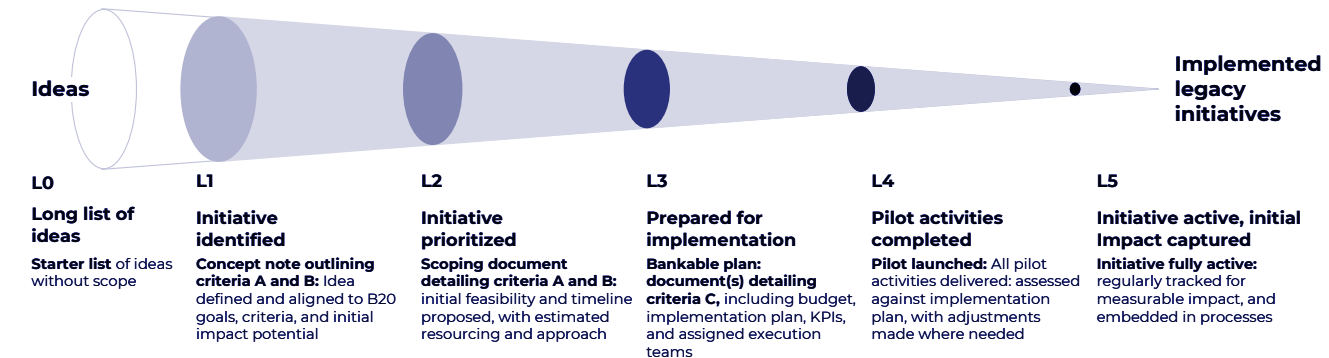 Ideas
Implemented
legacy
initiatives
L0
Long list of
ideas
Starter list of ideas
without scope
L1
Initiative
identified
Concept note outlining
criteria A and B: Idea
defined and aligned to B20
goals, criteria, and initial
impact potential
L2
Initiative
prioritized
Scoping document
detailing criteria A and B:
initial feasibility and timeline
proposed, with estimated
resourcing and approach
L3
Prepared for
implementation
Bankable plan:
document(s) detailing
criteria C, including budget,
implementation plan, KPIs,
and assigned execution
teams
L4
Pilot activities
completed
Pilot launched: All pilot
activities delivered: assessed
against implementation
plan, with adjustments
made where needed
L5
Initiative active, initial
Impact captured
Initiative fully active:
regularly tracked for
measurable impact, and
embedded in processes